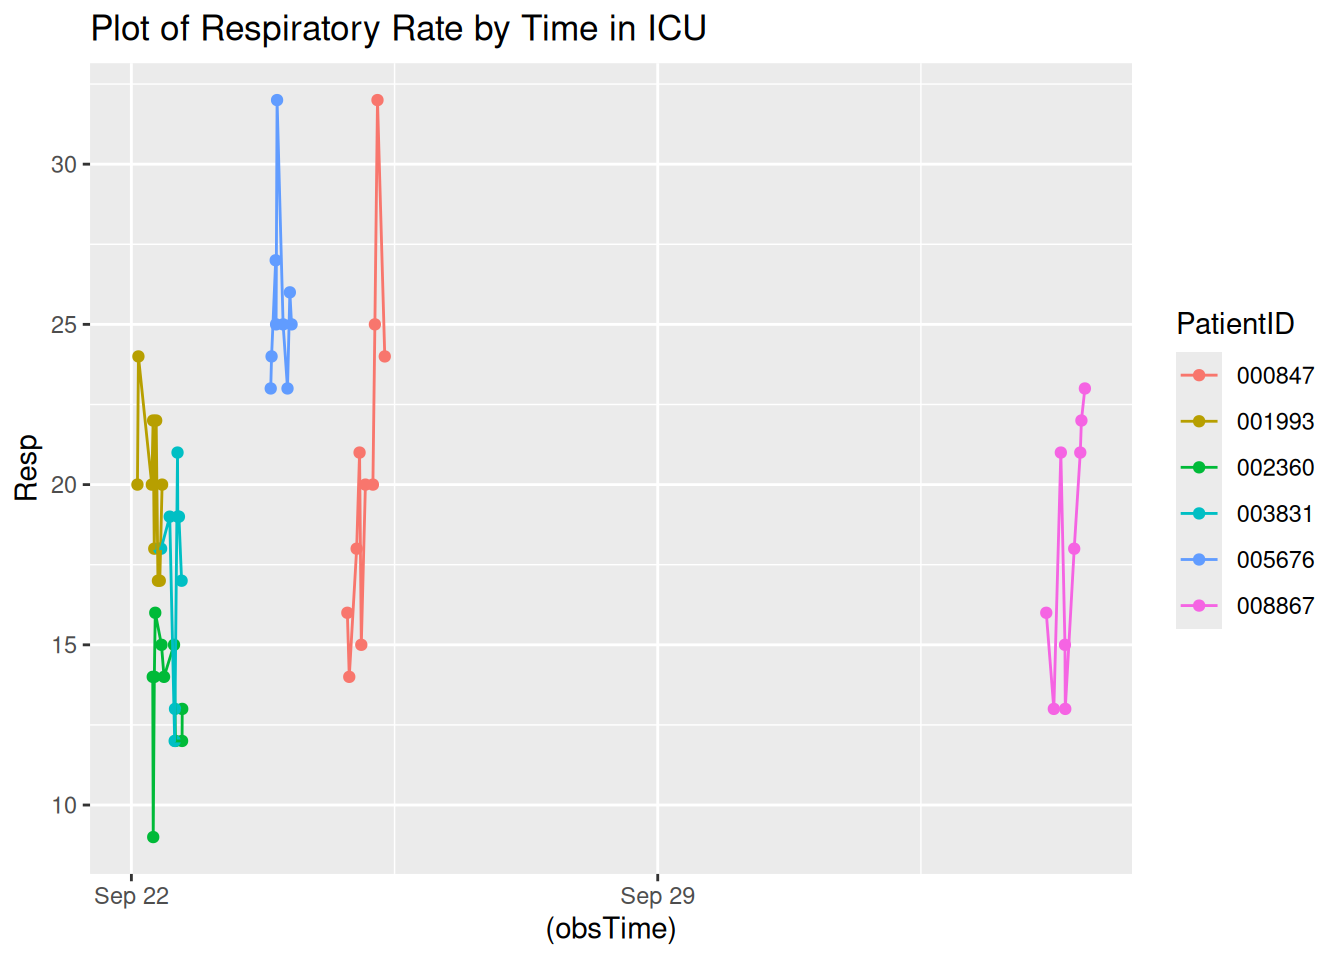 Plot of Respiratory Rate by Time in ICU
Resp
30
25
20
15
10
Sep 22
Sep 29
(obsTime)
PatientID
000847
001993
002360
003831
005676
008867